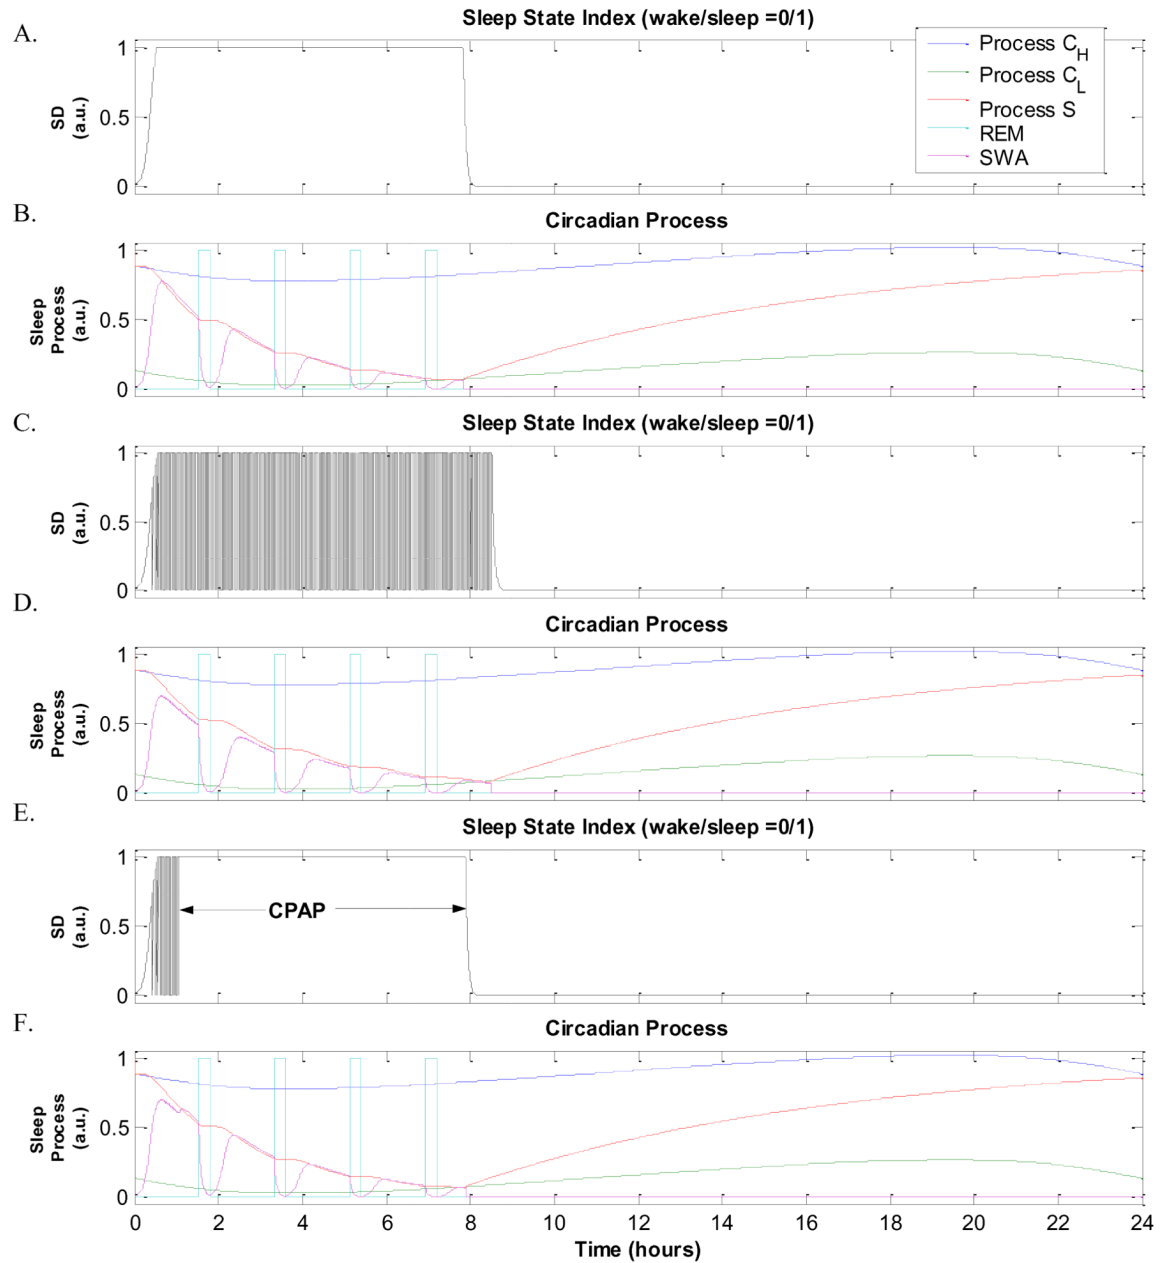 A.
Sleep State Index (wake/sleep =0/1)
1
0.5
0
SD
(a.u.)
Process C_H
Process C_L
Process S
REM
SWA
B.
Circadian Process
1
0.5
0
Sleep
Process
(a.u.)
C.
Sleep State Index (wake/sleep =0/1)
1
0.5
0
SD
(a.u.)
D.
Circadian Process
1
0.5
0
Sleep
Process
(a.u.)
E.
Sleep State Index (wake/sleep =0/1)
1
0.5
0
SD
(a.u.)
CPAP
F.
Circadian Process
1
0.5
0
Sleep
Process
(a.u.)
0 2 4 6 8 10 12 14 16 18 20 22 24
Time (hours)